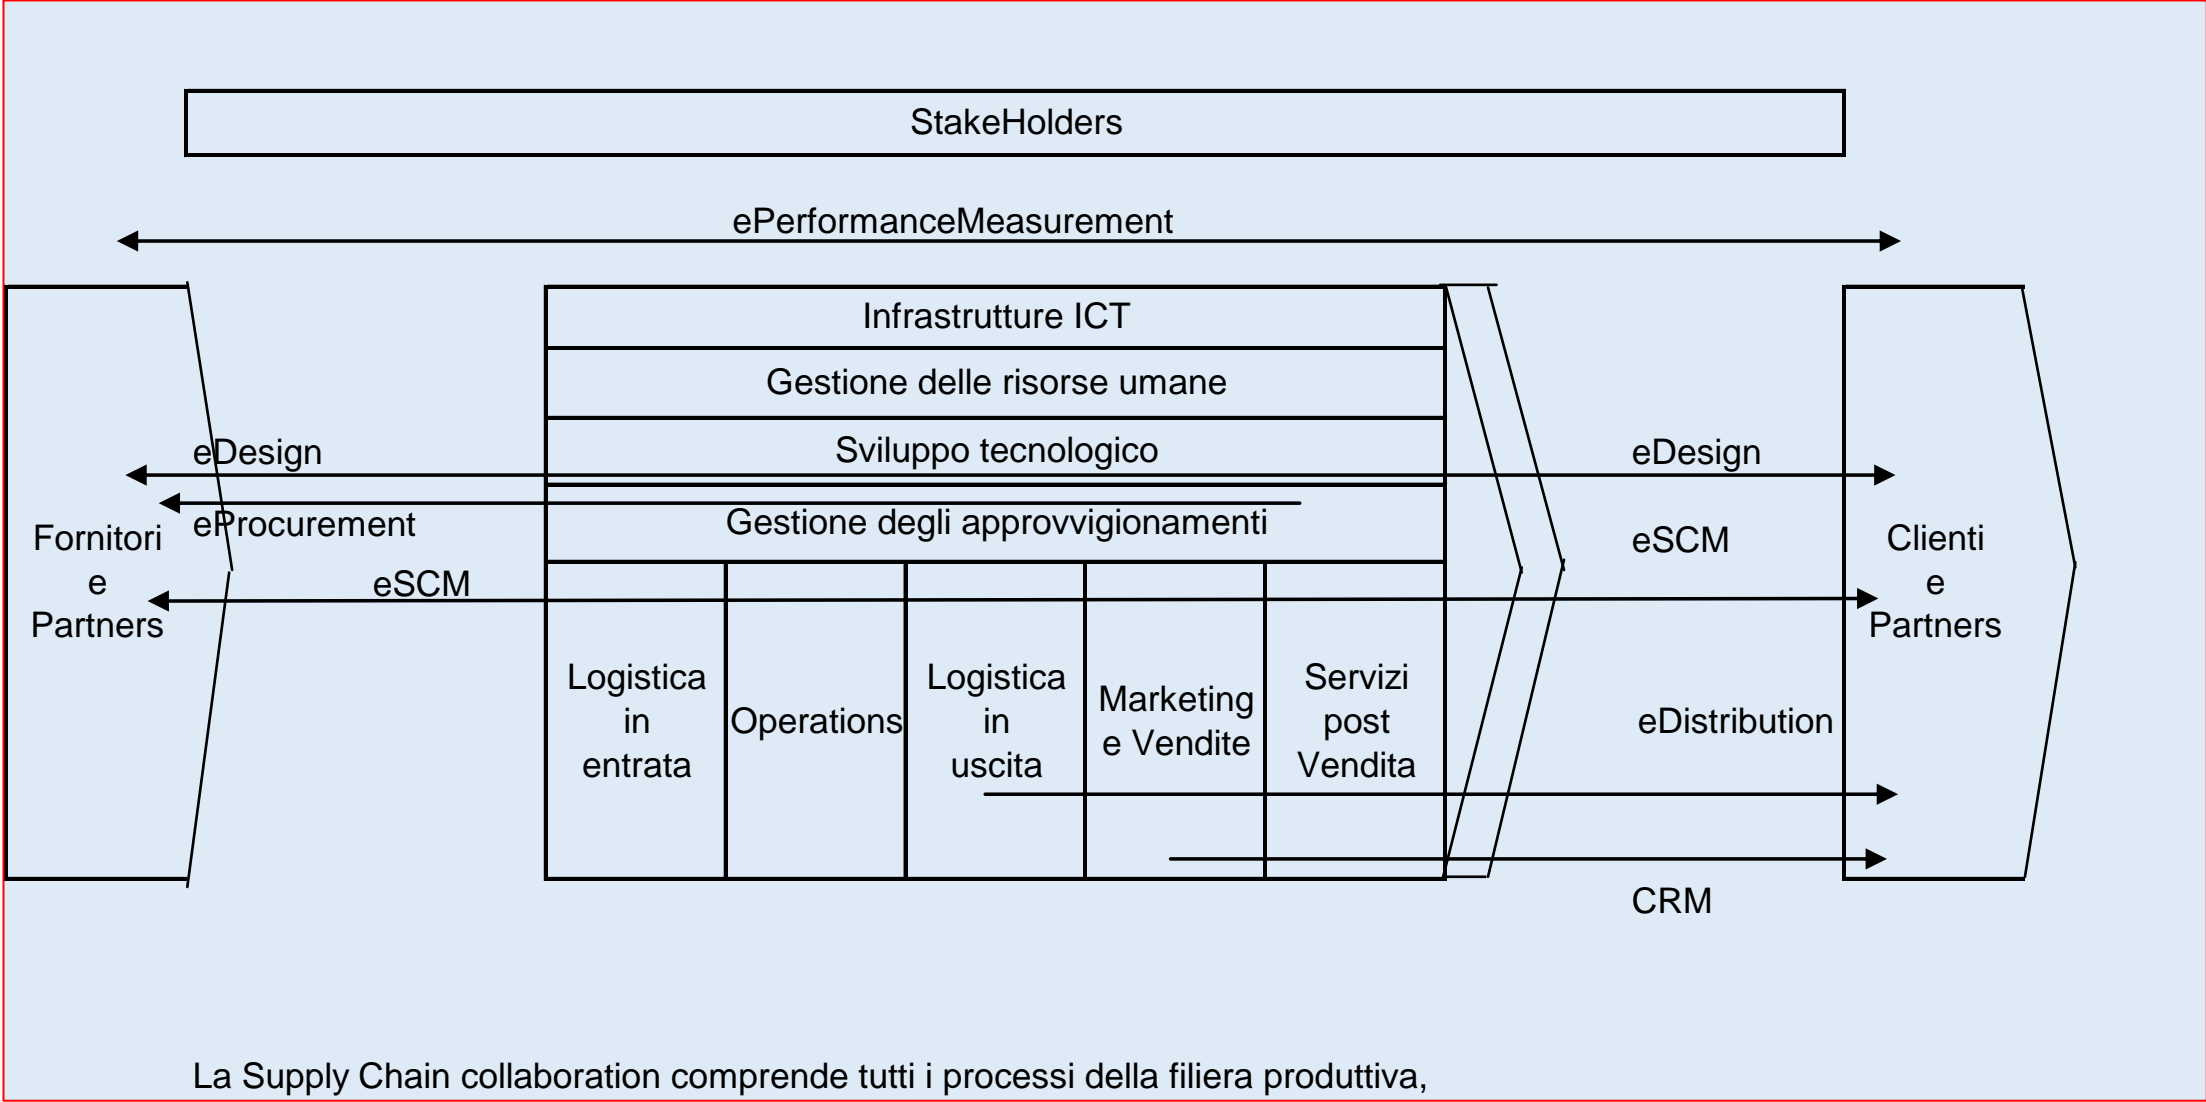 StakeHolders
ePerformanceMeasurement
Infrastrutture ICT
Gestione delle risorse umane
Sviluppo tecnologico
eDesign
eDesign
eProcurement
Gestione degli approvvigionamenti
eSCM
eSCM
Fornitori
e
Partners
Clienti
e
Partners
Logistica
in
entrata
Operations
Logistica
in
uscita
Marketing
e Vendite
Servizi
post
Vendita
eDistribution
CRM
La Supply Chain collaboration comprende tutti i processi della filiera produttiva,